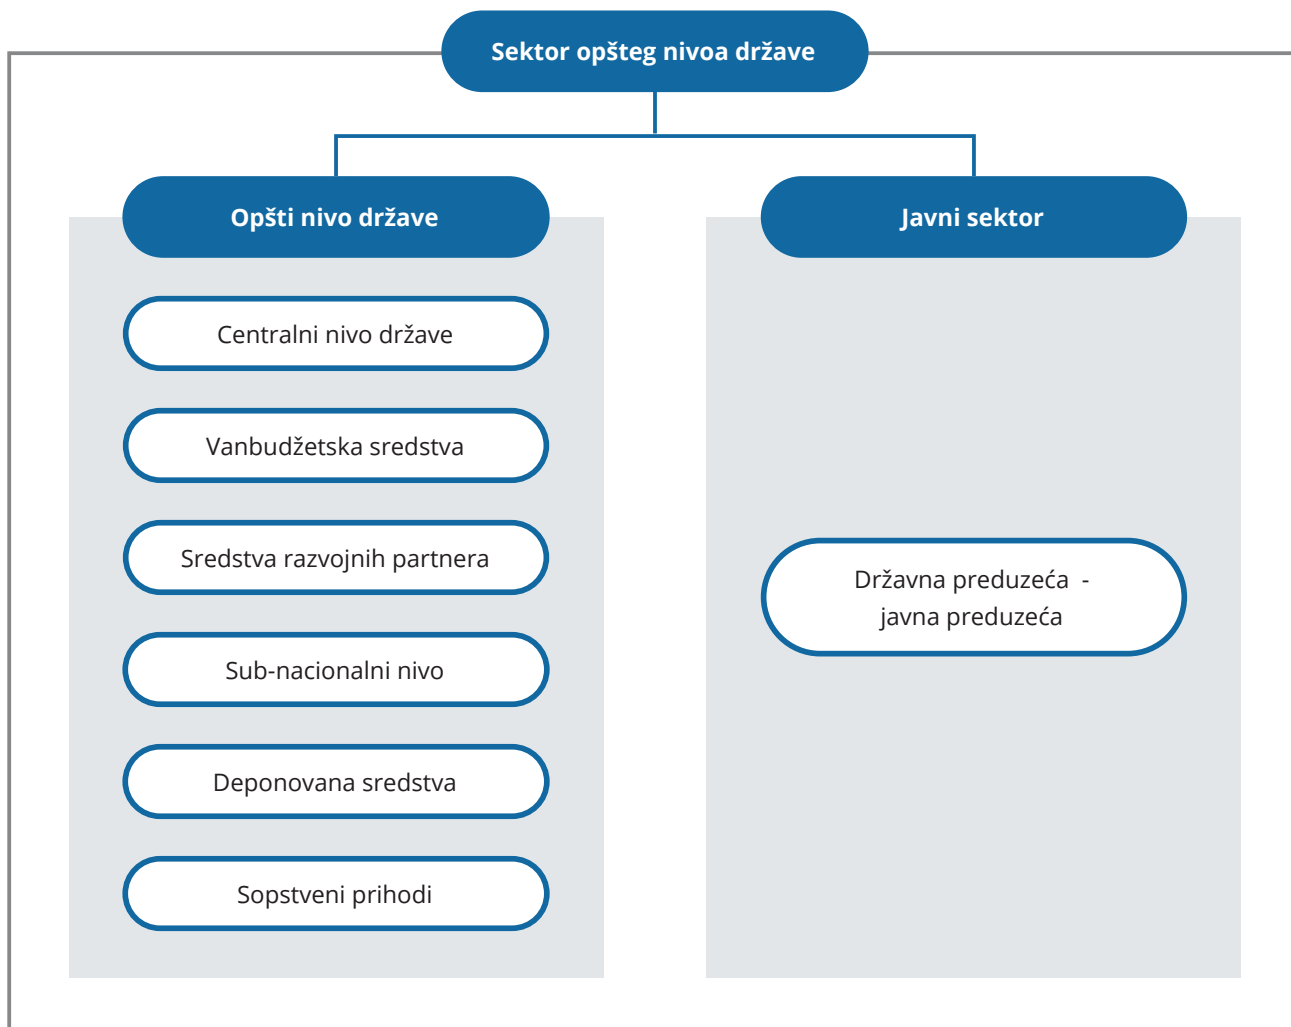 Sektor opšteg nivoa države
Opšti nivo države
Centralni nivo države
Vanbudžetska sredstva
Sredstva razvojnih partnera
Sub-nacionalni nivo
Deponovana sredstva
Sopstveni prihodi
Javni sektor
Državna preduzeća -
javna preduzeća